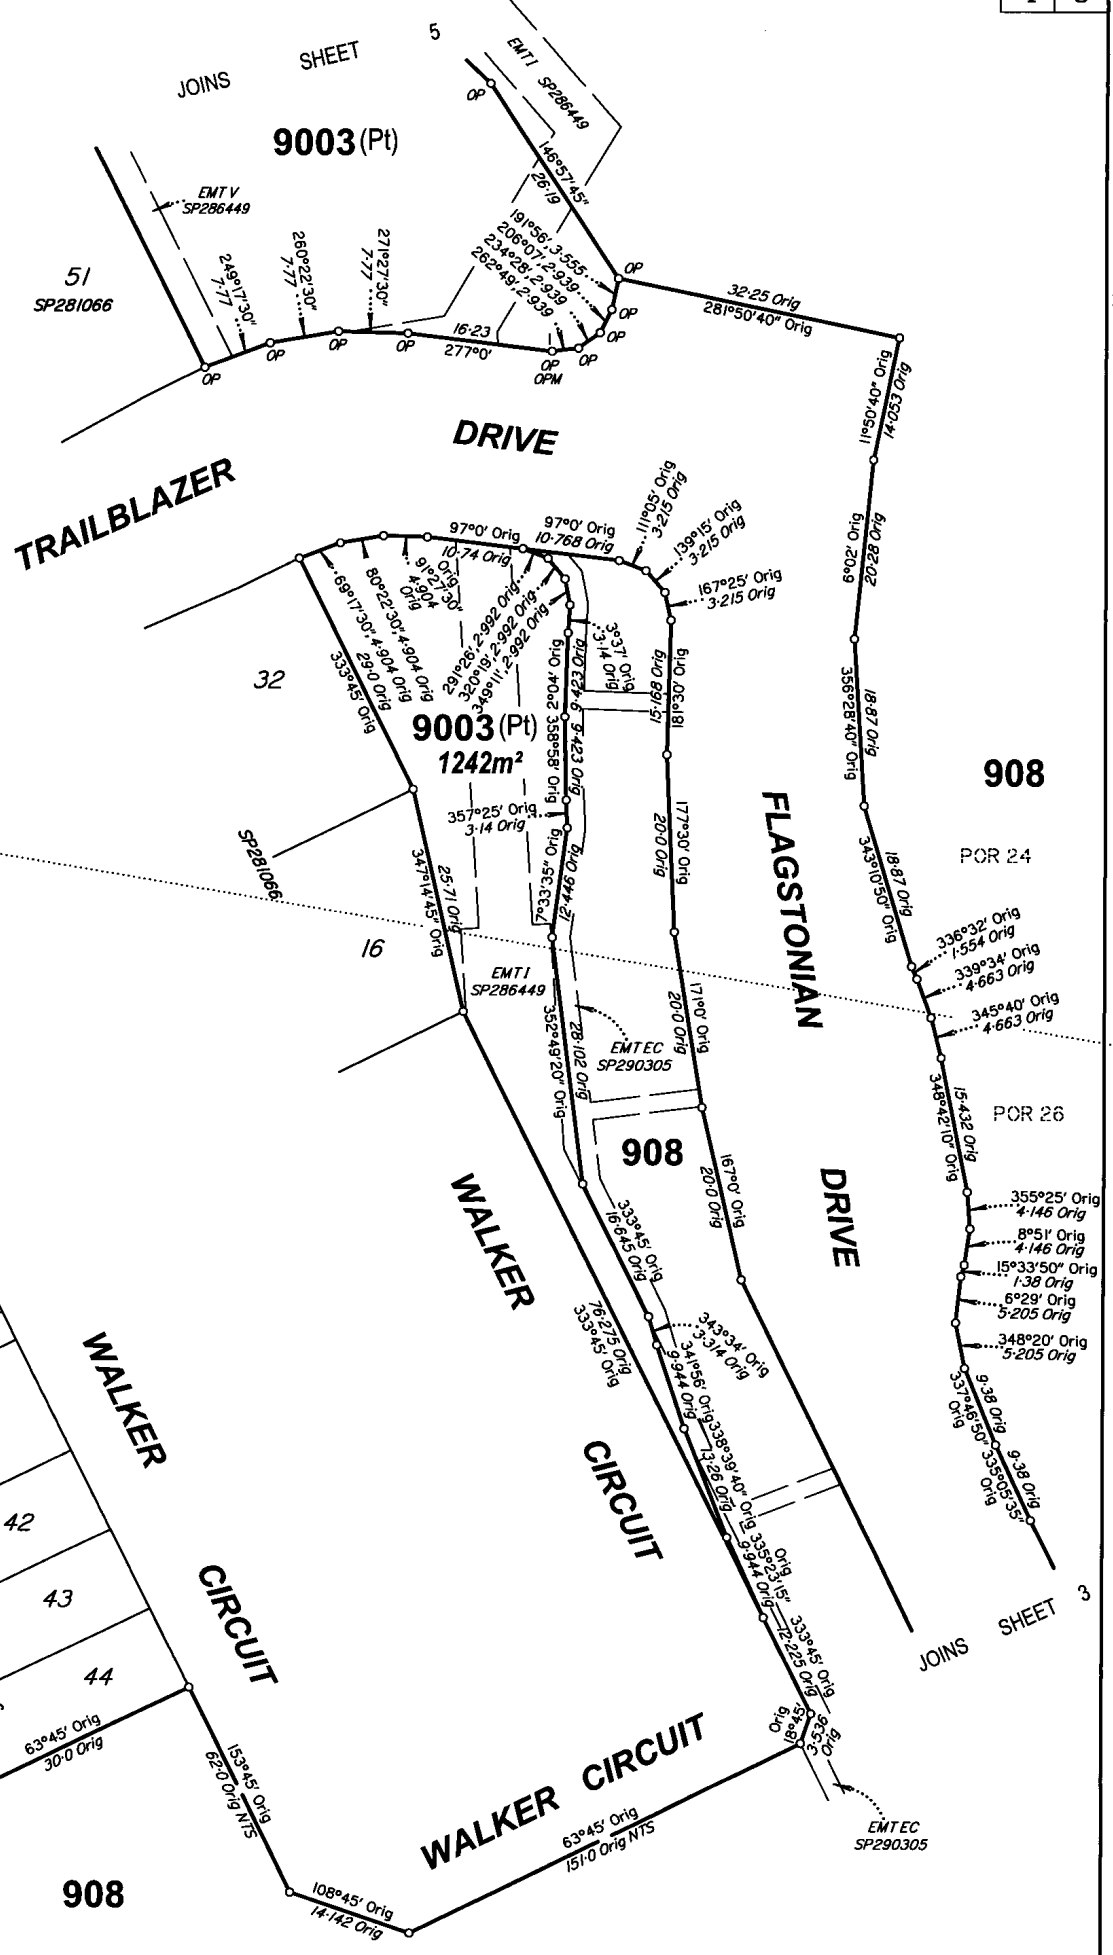 5
JOINS SHEET
9003 (Pt)
EMT I
SP286449
OP
146°57'45"
26·19
EMT V
SP286449
51
SP281066
249°17'30"
7·77
260°22'30"
7·77
271°27'30"
7·77
191°56', 3·555
206°07', 2·939
234°28', 2·939
262°49', 2·939
OP
OP
OP
OP
OP
OP
OP
OP
OP
OPM
16·23
277°0'
32·25 Orig
281°50'40" Orig
11°50'40" Orig
14·053 Orig
6°02' Orig
20·28 Orig
356°28'40" Orig
18·87 Orig
343°10'50" Orig
18·87 Orig
TRAILBLAZER
DRIVE
97°0' Orig
10·74 Orig
97°0' Orig
10·768 Orig
111°05' Orig
3·215 Orig
139°15' Orig
3·215 Orig
167°25' Orig
3·215 Orig
69°17'30", 4·904 Orig
80°22'30", 4·904 Orig
91°27'30"
Orig
4·904
Orig
29·0 Orig
333°45' Orig
291°26', 2·992 Orig
320°19', 2·992 Orig
349°11', 2·992 Orig
3°37' Orig
3·14 Orig
2°04' Orig
9·423 Orig
358°58' Orig
9·423 Orig
15·168 Orig
181°30' Orig
32
9003 (Pt)
1242m²
357°25' Orig
3·14 Orig
7°33'35" Orig
12·446 Orig
177°30' Orig
20·0 Orig
FLAGSTONIAN
908
POR 24
SP281066
25·71 Orig
347°14'45" Orig
16
EMT I
SP286449
336°32' Orig
1·554 Orig
339°34' Orig
4·663 Orig
345°40' Orig
4·663 Orig
171°0' Orig
20·0 Orig
352°49'20" Orig
28·102 Orig
EMT EC
SP290305
348°42'10" Orig
15·432 Orig
POR 26
908
167°0' Orig
20·0 Orig
DRIVE
355°25' Orig
4·146 Orig
8°51' Orig
4·146 Orig
15°33'50" Orig
1·38 Orig
6°29' Orig
5·205 Orig
348°20' Orig
5·205 Orig
WALKER
333°45' Orig
16·645 Orig
76·275 Orig
333°45' Orig
343°34' Orig
3·314 Orig
341°56' Orig
9·944 Orig
337°46'50"
Orig
9·38 Orig
335°05'35"
Orig
9·38 Orig
WALKER
CIRCUIT
338°39'40" Orig
13·26 Orig
335°23'15"
Orig
9·944 Orig
333°45' Orig
12·225 Orig
42
43
44
CIRCUIT
JOINS SHEET 3
63°45' Orig
30·0 Orig
153°45' Orig
62·0 Orig NTS
18°45'
Orig
3·536
Orig
WALKER CIRCUIT
63°45' Orig
151·0 Orig NTS
EMT EC
SP290305
908
108°45' Orig
14·142 Orig